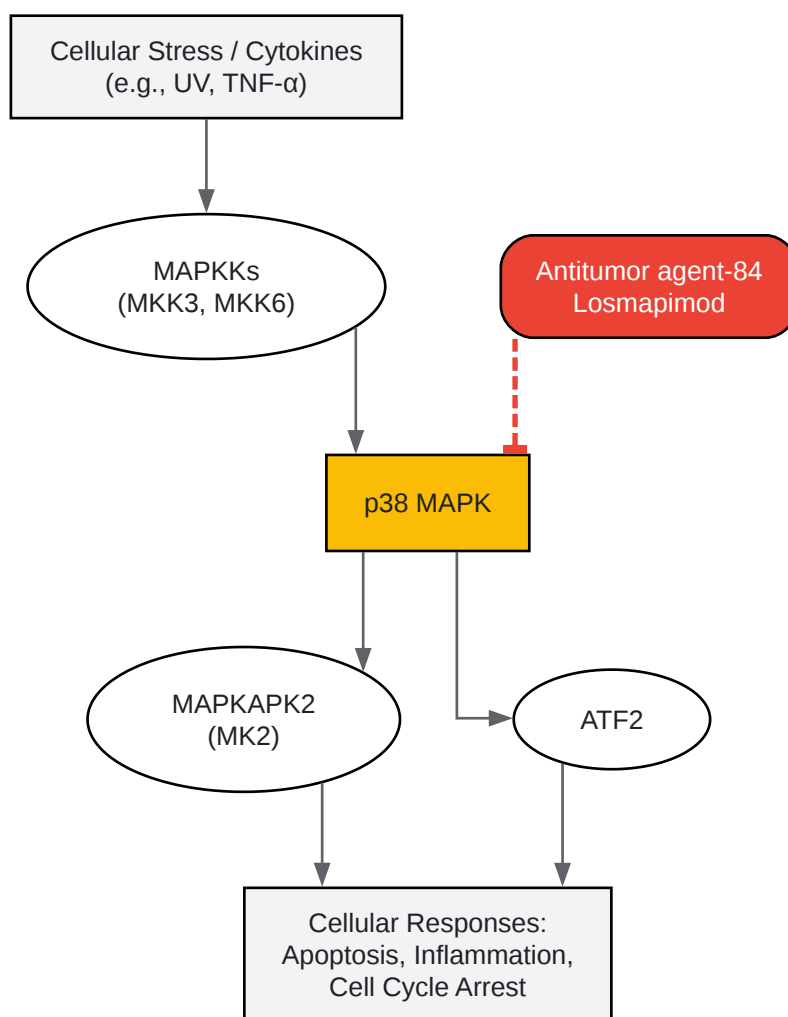 Cellular Stress / Cytokines
(e.g., UV, TNF-α)
MAPKKs
(MKK3, MKK6)
Antitumor agent-84
Losmapimod
p38 MAPK
MAPKAPK2
(MK2)
ATF2
Cellular Responses:
Apoptosis, Inflammation,
Cell Cycle Arrest